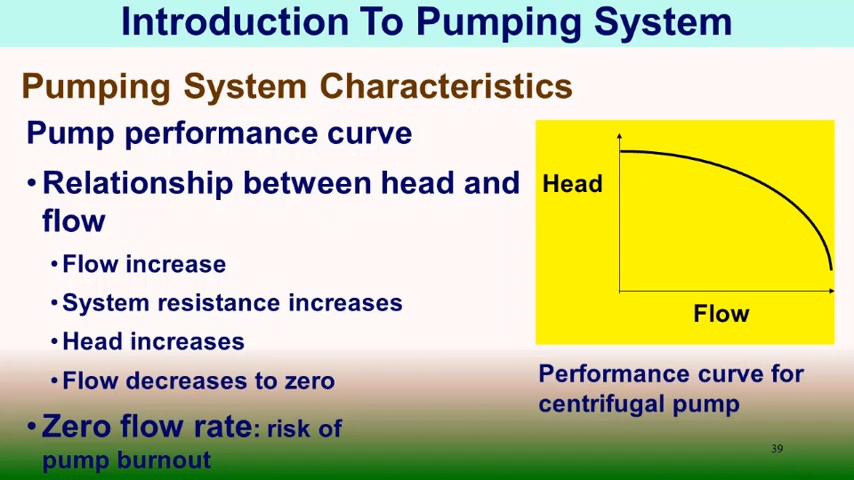 Introduction To Pumping System
Pumping System Characteristics
Pump performance curve
• Relationship between head and
flow
• Flow increase
• System resistance increases
• Head increases
• Flow decreases to zero
• Zero flow rate: risk of
pump burnout
Head
Flow
Performance curve for
centrifugal pump
39